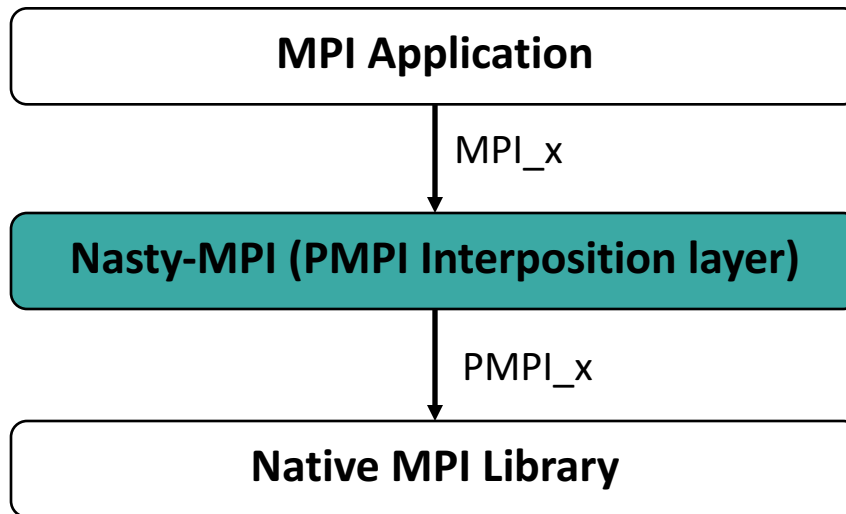 MPI Application
MPI_x
Nasty-MPI (PMPI Interposition layer)
PMPI_x
Native MPI Library